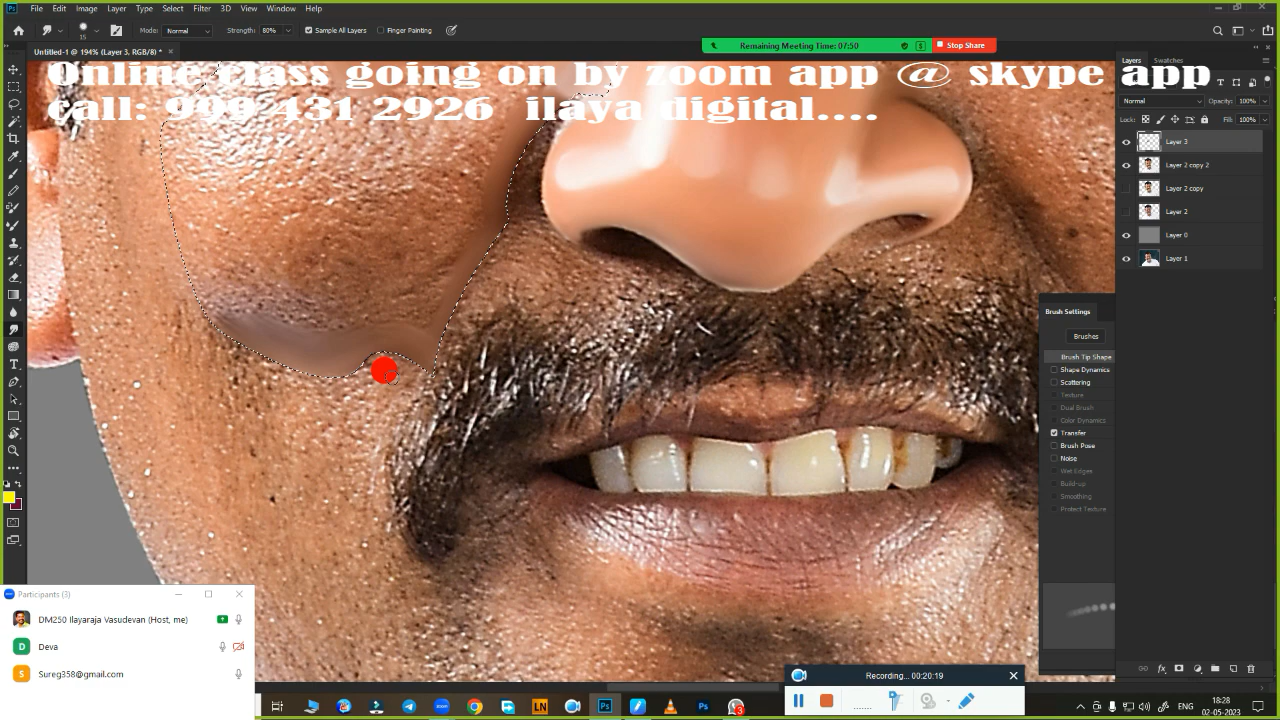 File Edit Image Layer Type Select Filter 3D View Window Help
Mode: Normal Strength: 80% Sample All Layers Finger Painting
15
Remaining Meeting Time: 07:50 Stop Share
Untitled-1 @ 194% (Layer 3, RGB/8) *
Online class going on by zoom app @ skype app
call: 999 431 2926 ilaya digital....
Layers Swatches
Normal Opacity: 100%
Lock: Fill: 100%
Layer 3
Layer 2 copy 2
Layer 2 copy
Layer 2
Layer 0
Layer 1
Brush Settings
Brushes
Brush Tip Shape
Shape Dynamics
Scattering
Texture
Dual Brush
Color Dynamics
Transfer
Brush Pose
Noise
Wet Edges
Build-up
Smoothing
Protect Texture
Participants (3)
DM250 Ilayaraja Vasudevan (Host, me)
D Deva
S Sureg358@gmail.com
Recording... 00:20:19
ENG
18:28
02-05-2023